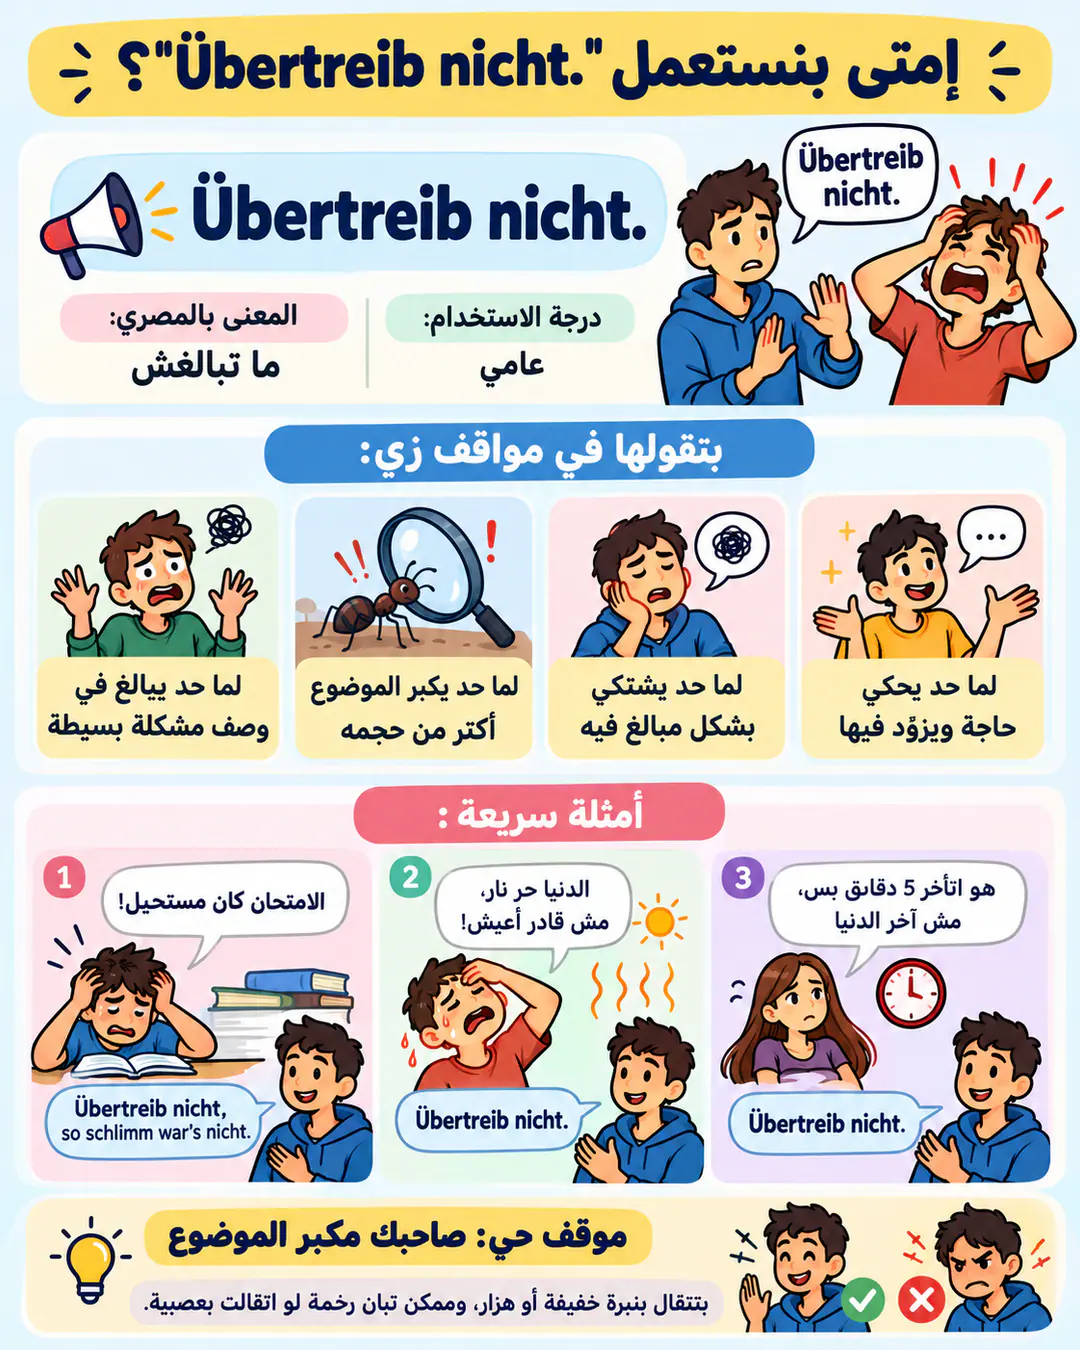 إمتى بنستعمل "Übertreib nicht."؟
Übertreib nicht.
Übertreib
nicht.
درجة الاستخدام:
عامي
المعنى بالمصري:
ما تبالغش
بتقولها في مواقف زي:
...
لما حد يحكي
حاجة ويزوّد فيها
لما حد يشتكي
بشكل مبالغ فيه
لما حد يكبر الموضوع
أكتر من حجمه
لما حد يبالغ في
وصف مشكلة بسيطة
أمثلة سريعة :
1
الامتحان كان مستحيل!
Übertreib nicht,
so schlimm war's nicht.
2
الدنيا حر نار،
مش قادر أعيش!
Übertreib nicht.
3
هو اتأخر 5 دقايق بس،
مش آخر الدنيا
Übertreib nicht.
موقف حي: صاحبك مكبر الموضوع
بتتقال بنبرة خفيفة أو هزار، وممكن تبان رخمة لو اتقالت بعصبية.